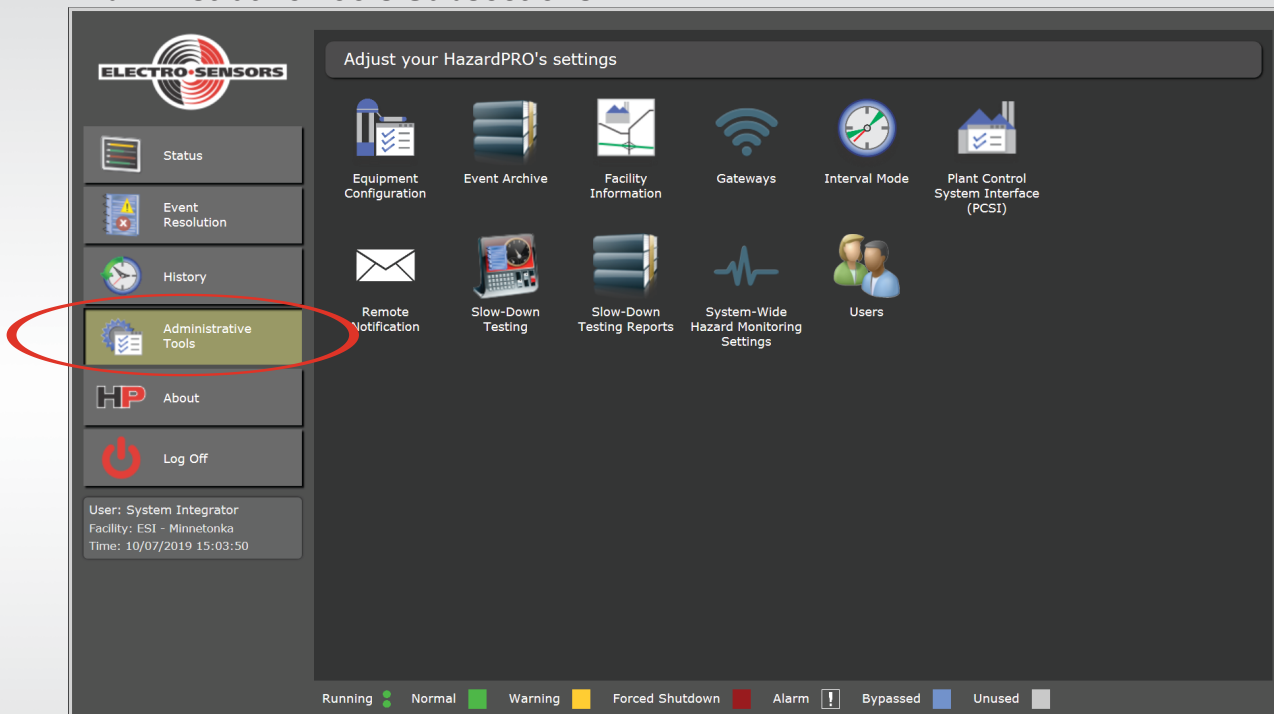 ELECTRO-SENSORS
Adjust your HazardPRO's settings
Status
Event
Resolution
History
Administrative
Tools
HP
About
Log Off
User: System Integrator
Facility: ESI - Minnetonka
Time: 10/07/2019 15:03:50
Equipment
Configuration
Event Archive
Facility
Information
Gateways
Interval Mode
Plant Control
System Interface
(PCSI)
Remote
Notification
Slow-Down
Testing
Slow-Down
Testing Reports
System-Wide
Hazard Monitoring
Settings
Users
Running Normal Warning Forced Shutdown Alarm ! Bypassed Unused